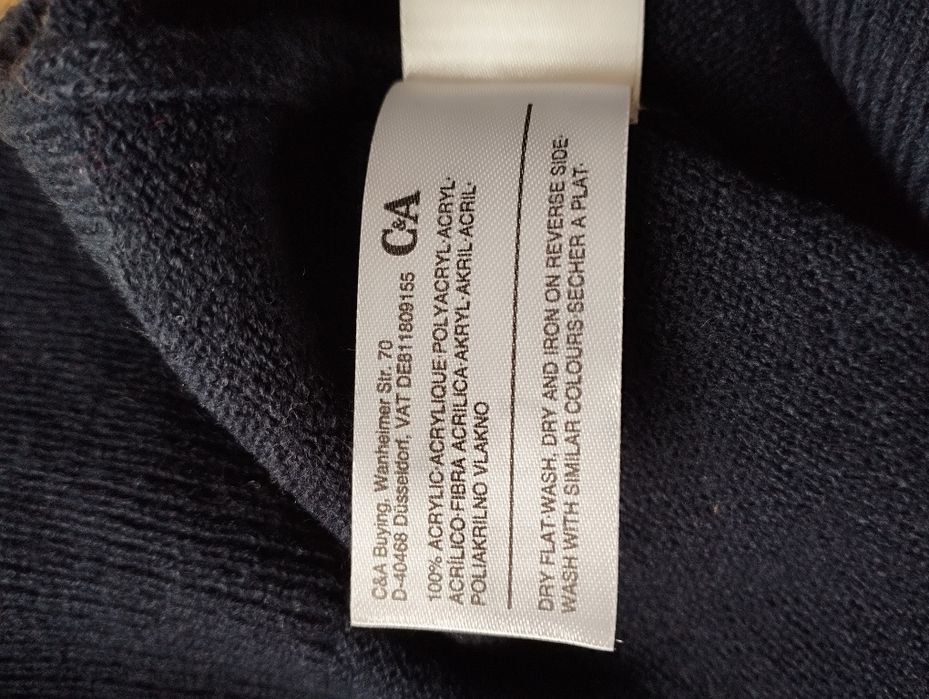 C&A Buying, Wanheimer Str. 70
D-40468 Düsseldorf, VAT DE811809155
C&A
100% ACRYLIC·ACRYLIQUE·POLYACRYL·ACRYL·
ACRÍLICO·FIBRA ACRILICA·AKRYL·AKRIL·ACRIL·
POLIAKRILNO VLAKNO
DRY FLAT·WASH, DRY AND IRON ON REVERSE SIDE·
WASH WITH SIMILAR COLOURS·SECHER A PLAT·